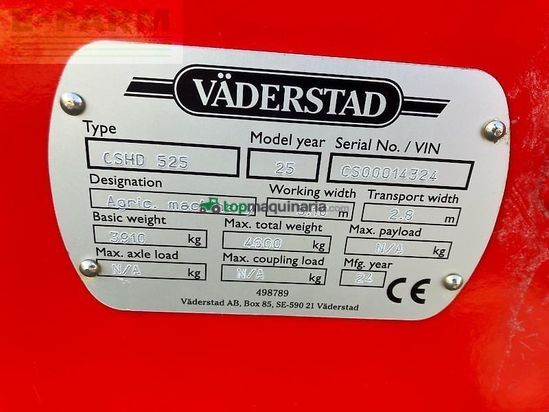 VÄDERSTAD
Type Model year Serial No. / VIN
CSHD 525 25 CS00014324
Designation Working width Transport width
Agric. m 2.8 m
topmaquinaria.com
Basic weight Max. total weight Max. payload
3910 kg 4600 kg N/A kg
Max. axle load Max. coupling load Mfg. year
N/A kg N/A kg 24 CE
498789
Väderstad AB, Box 85, SE-590 21 Väderstad